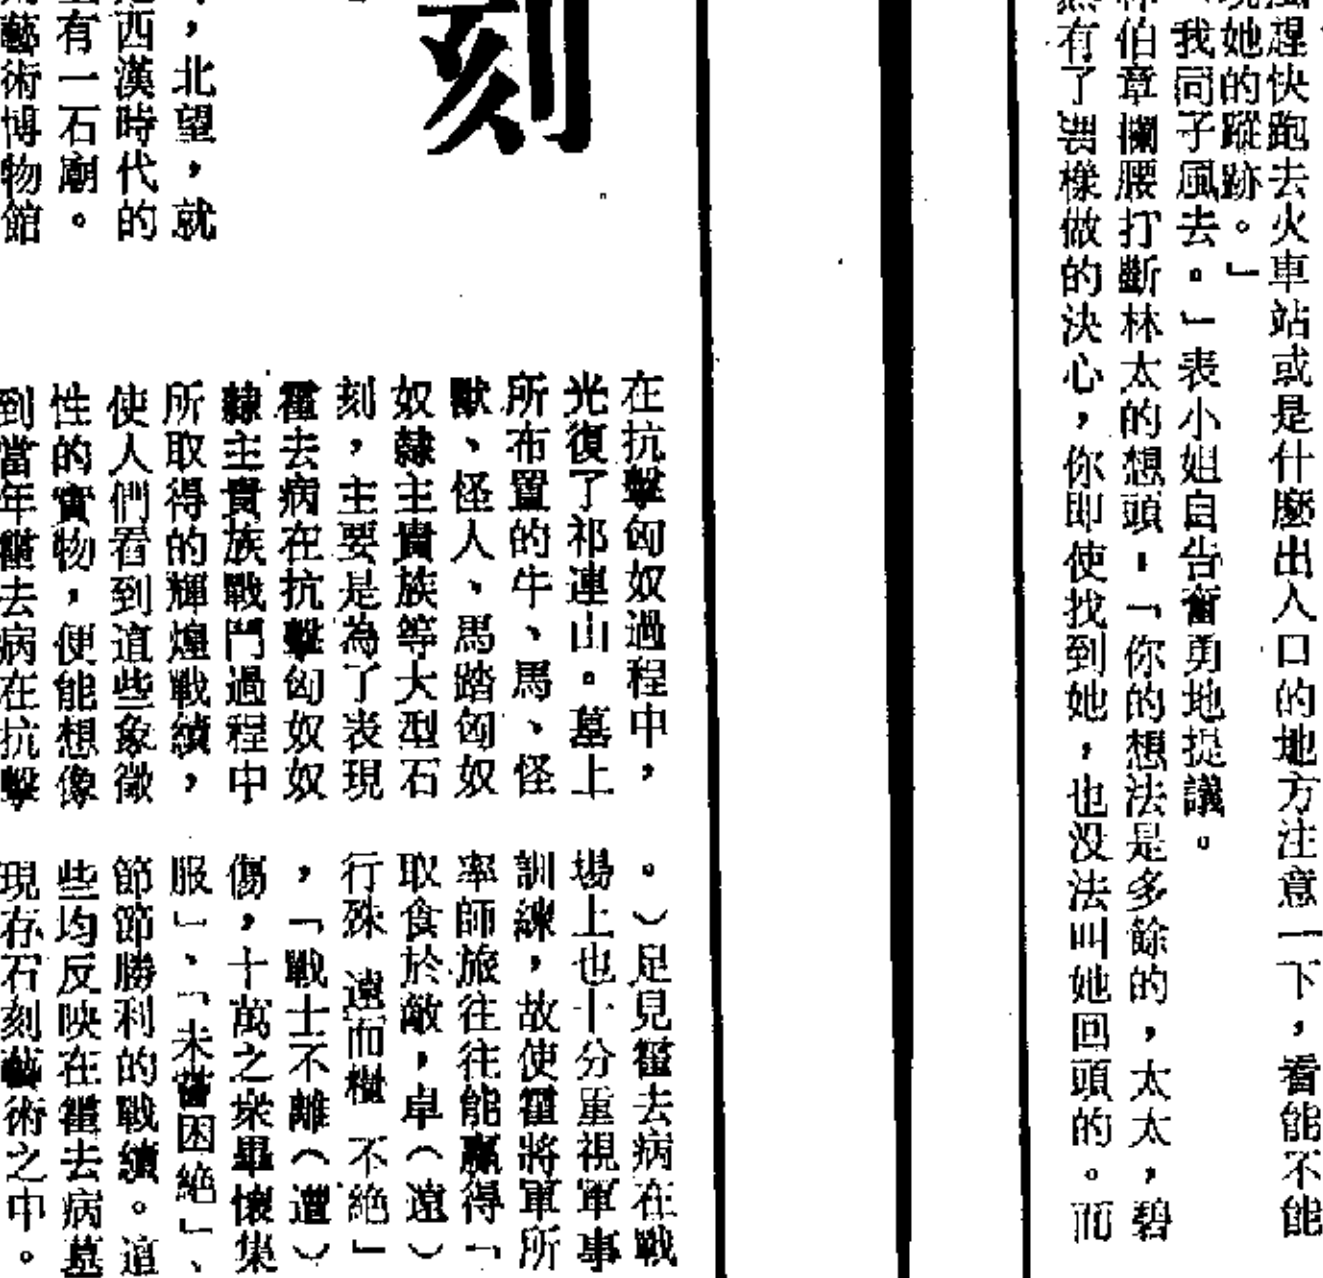 風趕快跑去火車站或是什麼出入口的地方注意一下,看能不能
她的蹤跡。」
「我同子風去。」表小姐自告奮勇地提議。
伯章攔腰打斷林太的想頭:「你的想法是多餘的,太太,碧
有了這樣做的決心,你即使找到她,也沒法叫她回頭的。而
刻
,北望,就
西漢時代的
有一石廟。
藝術博物館
在抗擊匈奴過程中,
光復了祁連山。墓上
所布置的牛、馬、怪
獸、怪人、馬踏匈奴
奴隸主貴族等大型石
刻,主要是為了表現
霍去病在抗擊匈奴奴
隸主貴族戰鬥過程中
所取得的輝煌戰績,
使人們看到這些象徵
性的實物,便能想像
到當年霍去病在抗擊
。)足見霍去病在戰
場上也十分重視軍事
訓練,故使霍將軍所
率師旅往往能贏得「
取食於敵,卓(遠)
行殊遠而糧不絕」
,「戰士不離(遭)
傷,十萬之眾畢懷集
服」、「未嘗困絕」、
節節勝利的戰績。這
些均反映在霍去病墓
現存石刻藝術之中。